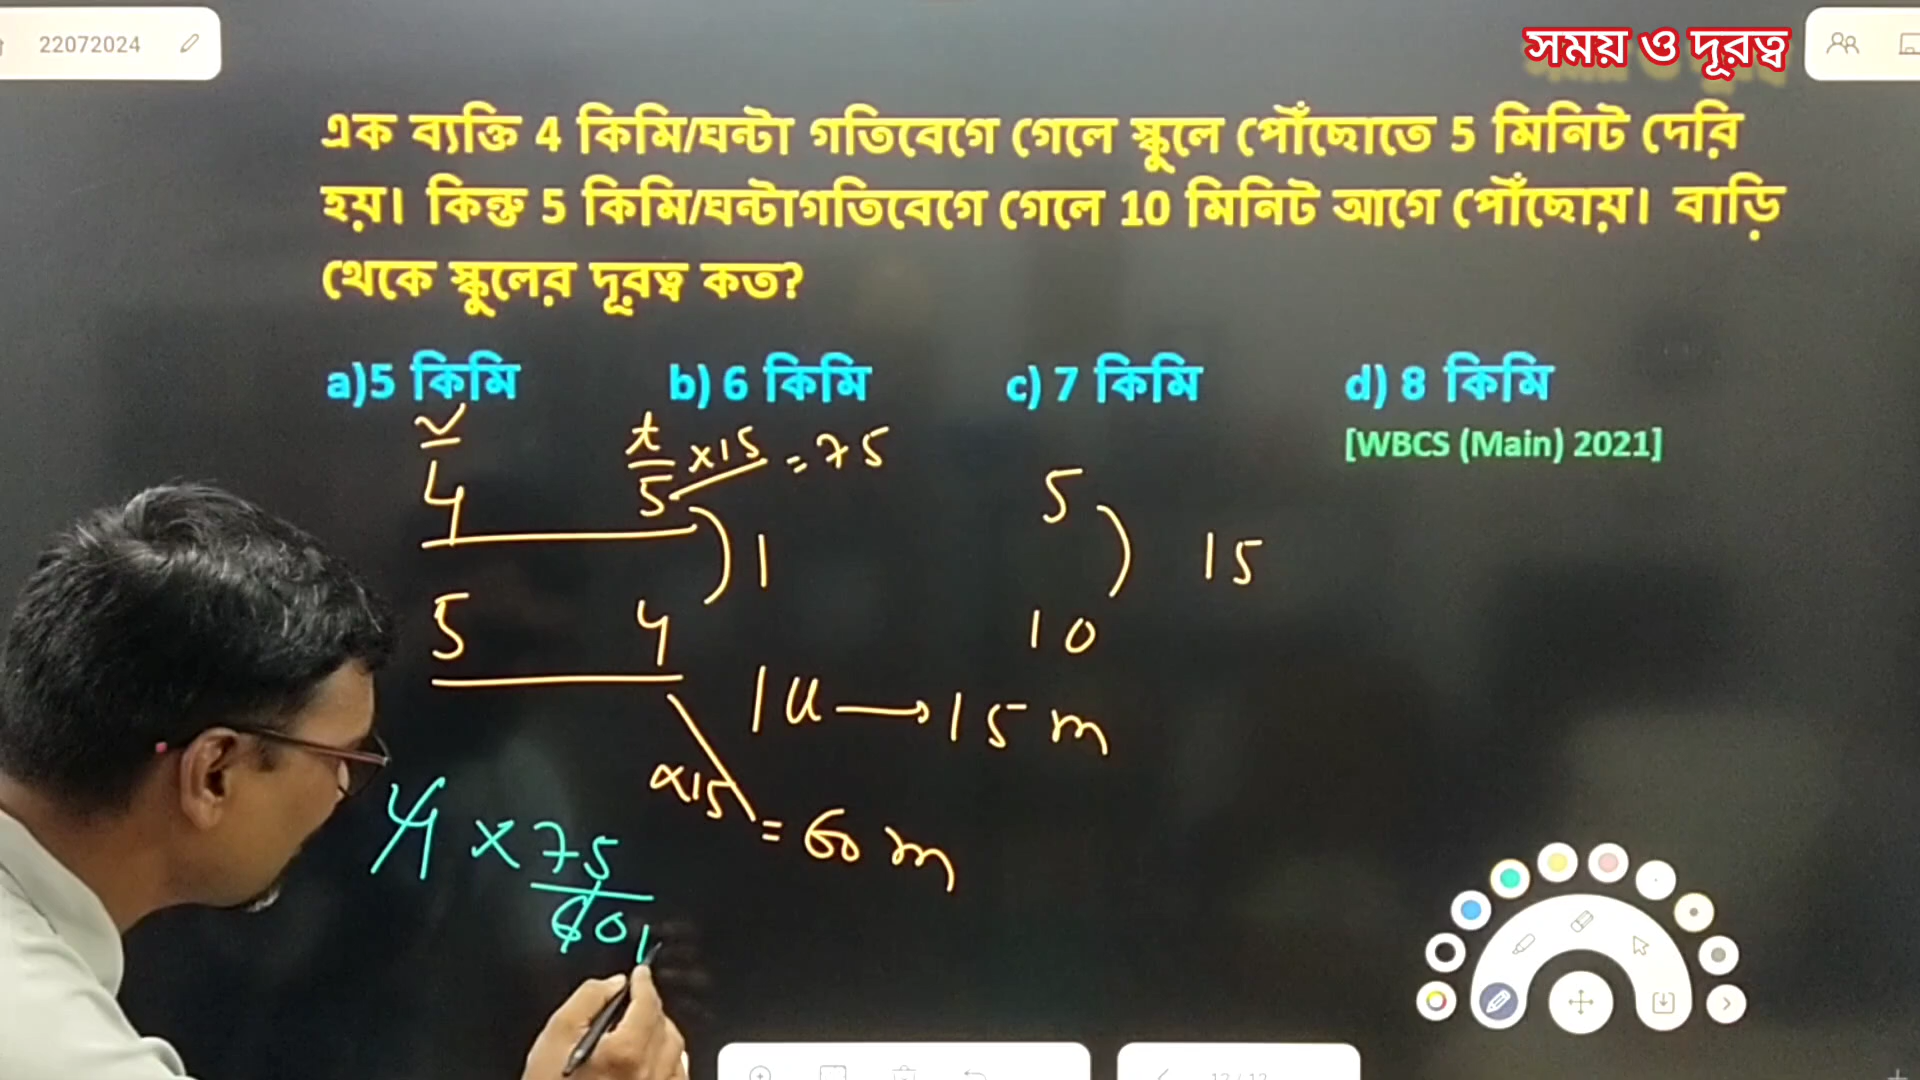 22072024
সময় ও দূরত্ব
এক ব্যক্তি 4 কিমি/ঘন্টা গতিবেগে গেলে স্কুলে পৌঁছোতে 5 মিনিট দেরি
হয়। কিন্তু 5 কিমি/ঘন্টাগতিবেগে গেলে 10 মিনিট আগে পৌঁছোয়। বাড়ি
থেকে স্কুলের দূরত্ব কত?
a)5 কিমি b) 6 কিমি c) 7 কিমি d) 8 কিমি
[WBCS (Main) 2021]
v t
4 5 ×15 = 75 5
1 15
5 4 10
1u → 15 m
×15 = 60 m
4 × 75
60
12/12